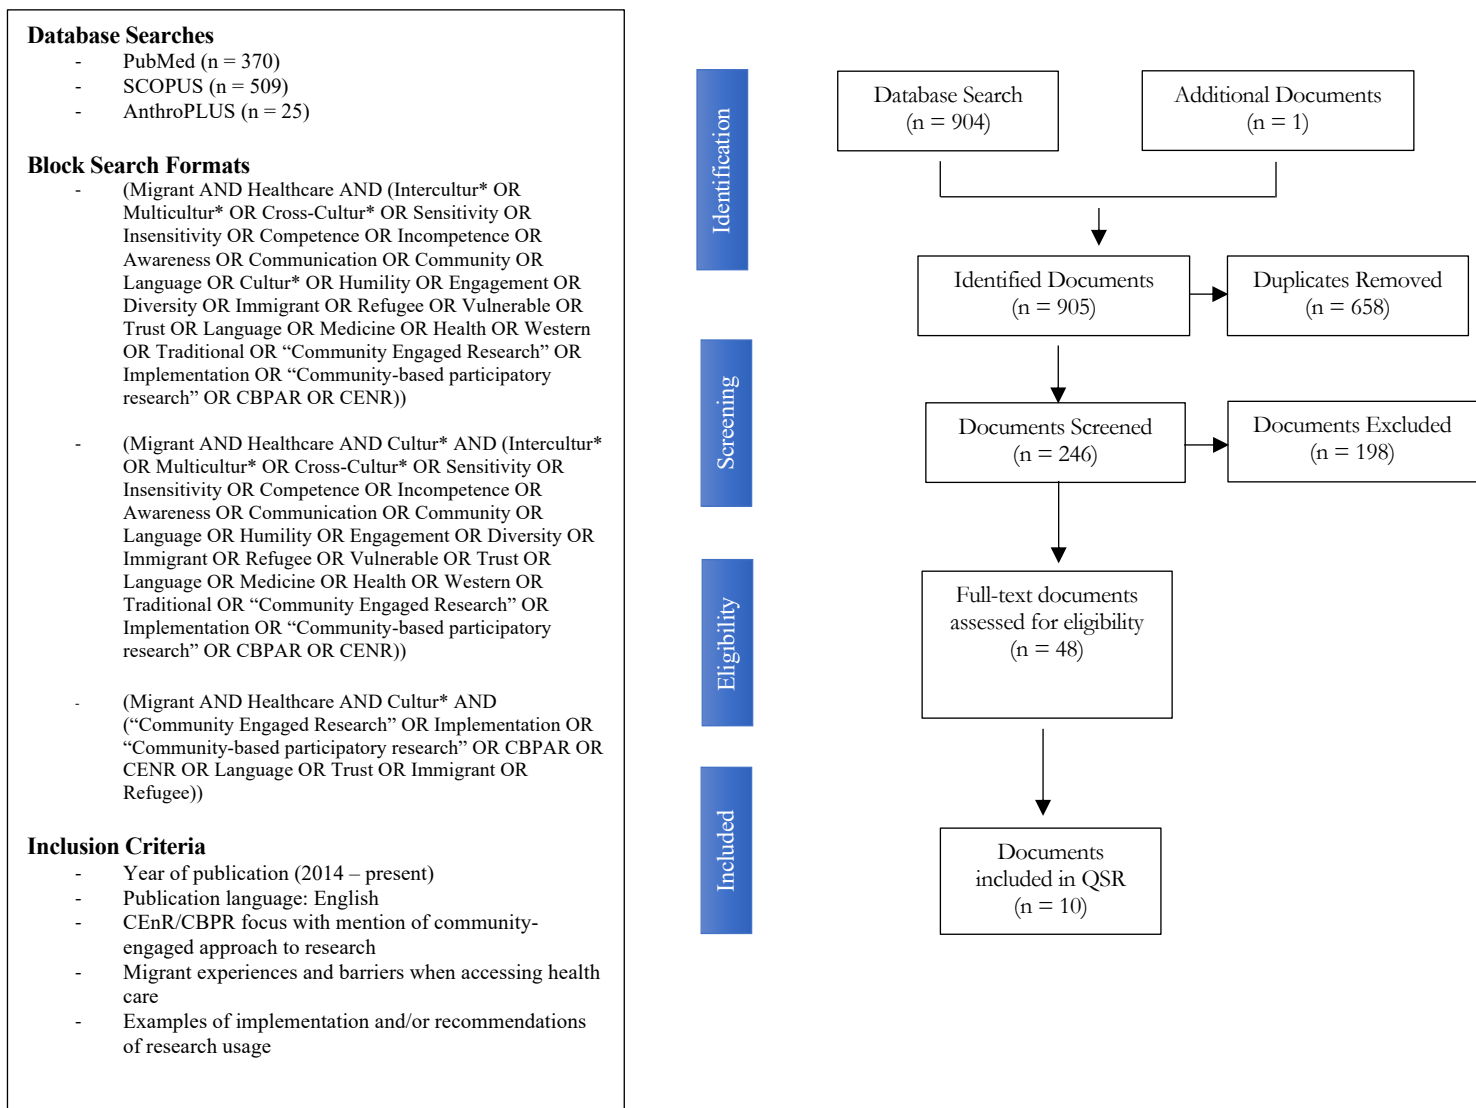 Database Searches
- PubMed (n = 370)
- SCOPUS (n = 509)
- AnthroPLUS (n = 25)
Block Search Formats
- (Migrant AND Healthcare AND (Intercultur* OR
Multicultur* OR Cross-Cultur* OR Sensitivity OR
Insensitivity OR Competence OR Incompetence OR
Awareness OR Communication OR Community OR
Language OR Cultur* OR Humility OR Engagement OR
Diversity OR Immigrant OR Refugee OR Vulnerable OR
Trust OR Language OR Medicine OR Health OR Western
OR Traditional OR “Community Engaged Research” OR
Implementation OR “Community-based participatory
research” OR CBPAR OR CENR))
- (Migrant AND Healthcare AND Cultur* AND (Intercultur*
OR Multicultur* OR Cross-Cultur* OR Sensitivity OR
Insensitivity OR Competence OR Incompetence OR
Awareness OR Communication OR Community OR
Language OR Humility OR Engagement OR Diversity OR
Immigrant OR Refugee OR Vulnerable OR Trust OR
Language OR Medicine OR Health OR Western OR
Traditional OR “Community Engaged Research” OR
Implementation OR “Community-based participatory
research” OR CBPAR OR CENR))
- (Migrant AND Healthcare AND Cultur* AND
(“Community Engaged Research” OR Implementation OR
“Community-based participatory research” OR CBPAR OR
CENR OR Language OR Trust OR Immigrant OR
Refugee))
Inclusion Criteria
- Year of publication (2014 – present)
- Publication language: English
- CEnR/CBPR focus with mention of community-
engaged approach to research
- Migrant experiences and barriers when accessing health
care
- Examples of implementation and/or recommendations
of research usage
Identification
Database Search
(n = 904)
Additional Documents
(n = 1)
Identified Documents
(n = 905)
Duplicates Removed
(n = 658)
Screening
Documents Screened
(n = 246)
Documents Excluded
(n = 198)
Eligibility
Full-text documents
assessed for eligibility
(n = 48)
Included
Documents
included in QSR
(n = 10)